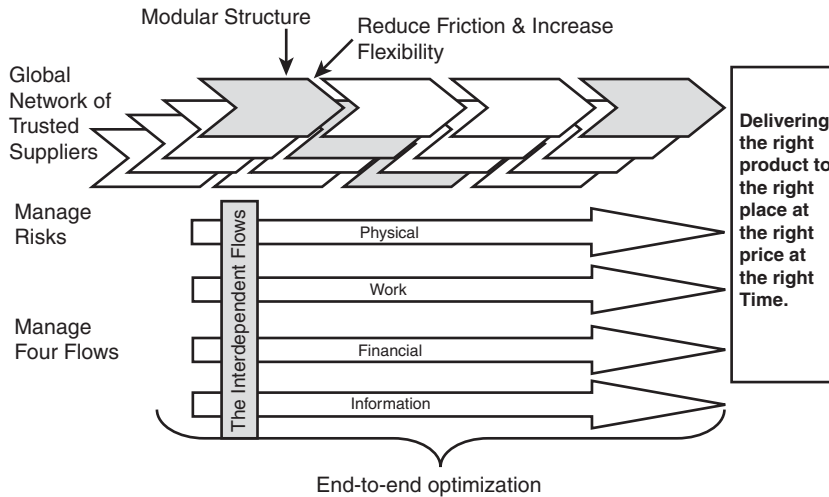 Modular Structure
Reduce Friction & Increase
Flexibility
Global
Network of
Trusted
Suppliers
Delivering
the right
product to
the right
place at
the right
price at
the right
Time.
Manage
Risks
Manage
Four Flows
The Interdependent Flows
Physical
Work
Financial
Information
End-to-end optimization